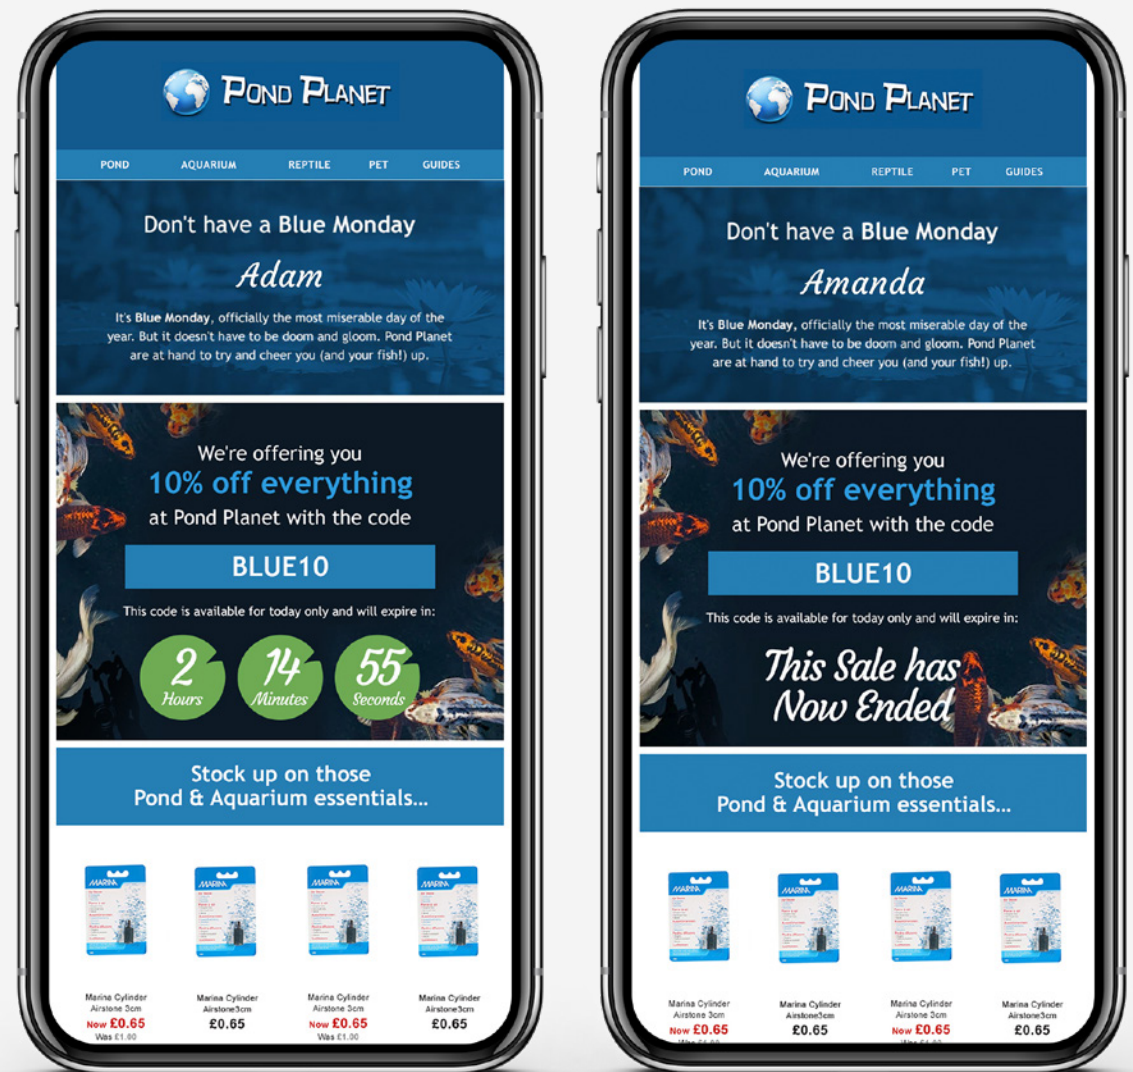 POND PLANET
POND AQUARIUM REPTILE PET GUIDES
Don't have a Blue Monday
Adam
It's Blue Monday, officially the most miserable day of the
year. But it doesn't have to be doom and gloom. Pond Planet
are at hand to try and cheer you (and your fish!) up.
We're offering you
10% off everything
at Pond Planet with the code
BLUE10
This code is available for today only and will expire in:
2 14 55
Hours Minutes Seconds
Stock up on those
Pond & Aquarium essentials...
MARINA MARINA MARINA MARINA
Marina Cylinder Marina Cylinder Marina Cylinder Marina Cylinder
Airstone 3cm Airstone3cm Airstone 3cm Airstone3cm
Now £0.65 £0.65 Now £0.65 £0.65
Was £1.00 Was £1.00
POND PLANET
POND AQUARIUM REPTILE PET GUIDES
Don't have a Blue Monday
Amanda
It's Blue Monday, officially the most miserable day of the
year. But it doesn't have to be doom and gloom. Pond Planet
are at hand to try and cheer you (and your fish!) up.
We're offering you
10% off everything
at Pond Planet with the code
BLUE10
This code is available for today only and will expire in:
This Sale has
Now Ended
Stock up on those
Pond & Aquarium essentials...
MARINA MARINA MARINA MARINA
Marina Cylinder Marina Cylinder Marina Cylinder Marina Cylinder
Airstone 3cm Airstone3cm Airstone 3cm Airstone3cm
Now £0.65 £0.65 Now £0.65 £0.65